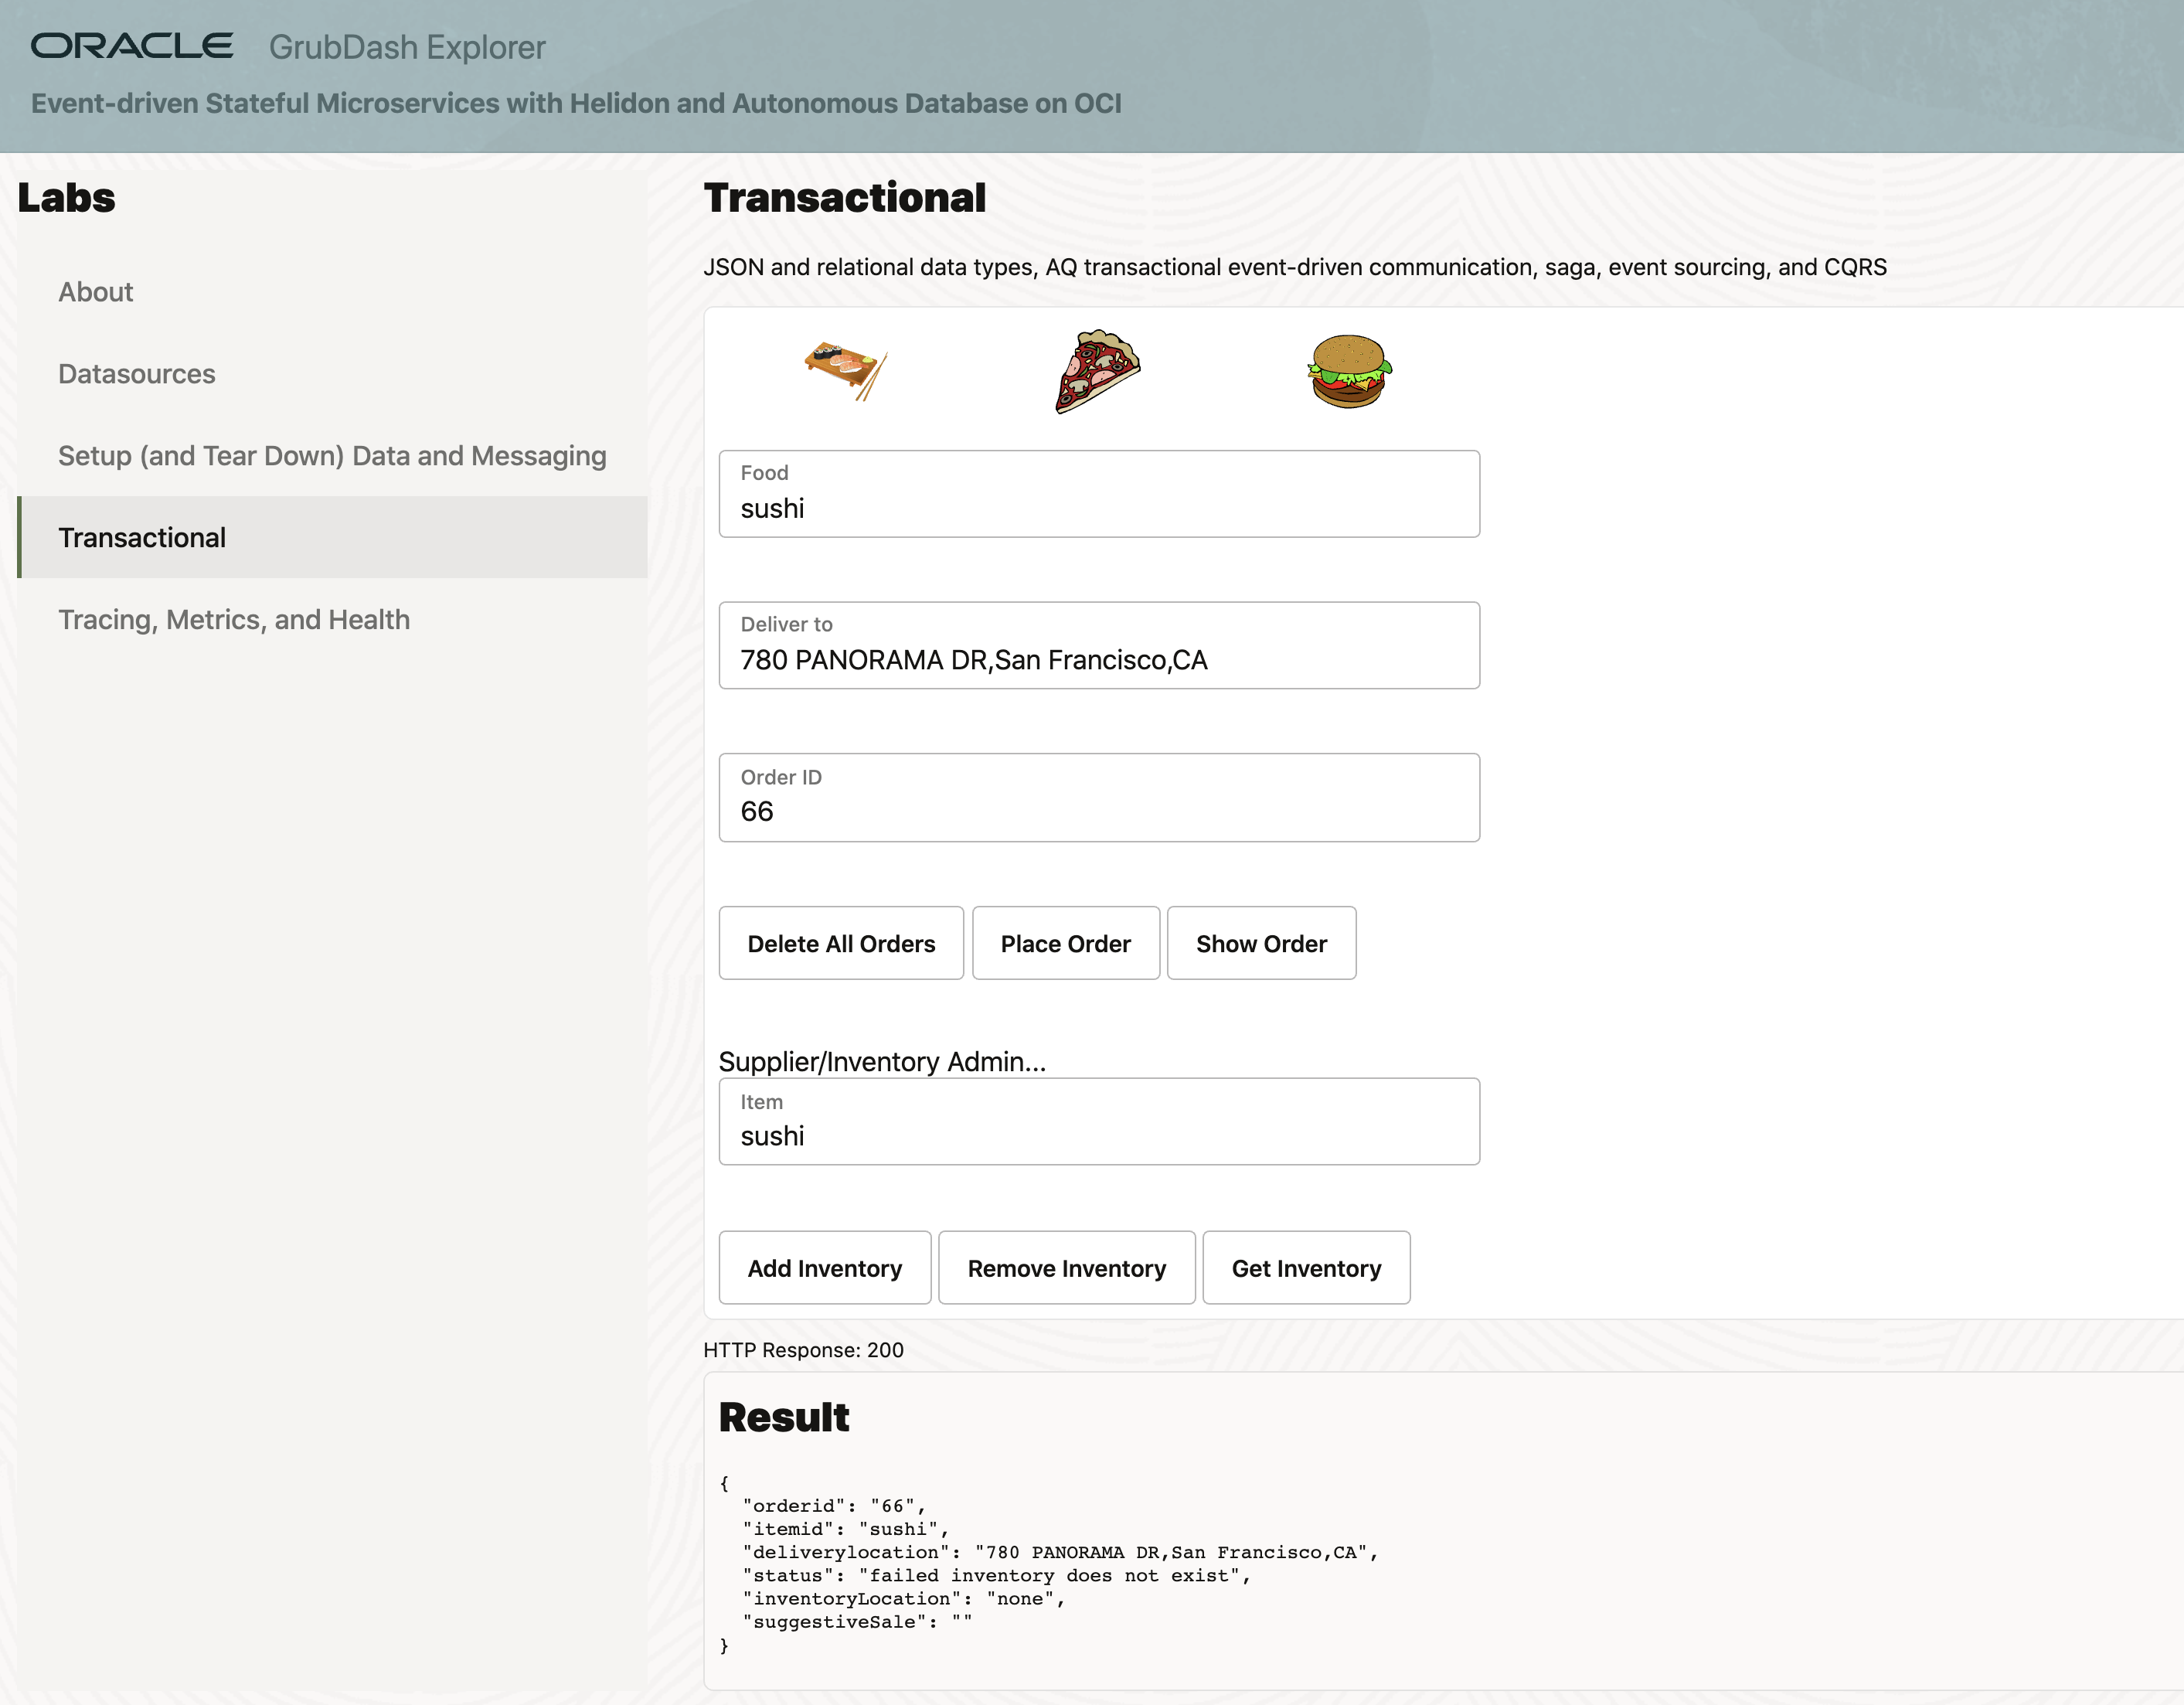 ORACLE GrubDash Explorer
Event-driven Stateful Microservices with Helidon and Autonomous Database on OCI
Labs
About
Datasources
Setup (and Tear Down) Data and Messaging
Transactional
Tracing, Metrics, and Health
Transactional
JSON and relational data types, AQ transactional event-driven communication, saga, event sourcing, and CQRS
Food
sushi
Deliver to
780 PANORAMA DR,San Francisco,CA
Order ID
66
Delete All Orders Place Order Show Order
Supplier/Inventory Admin...
Item
sushi
Add Inventory Remove Inventory Get Inventory
HTTP Response: 200
Result
{
"orderid": "66",
"itemid": "sushi",
"deliverylocation": "780 PANORAMA DR,San Francisco,CA",
"status": "failed inventory does not exist",
"inventoryLocation": "none",
"suggestiveSale": ""
}